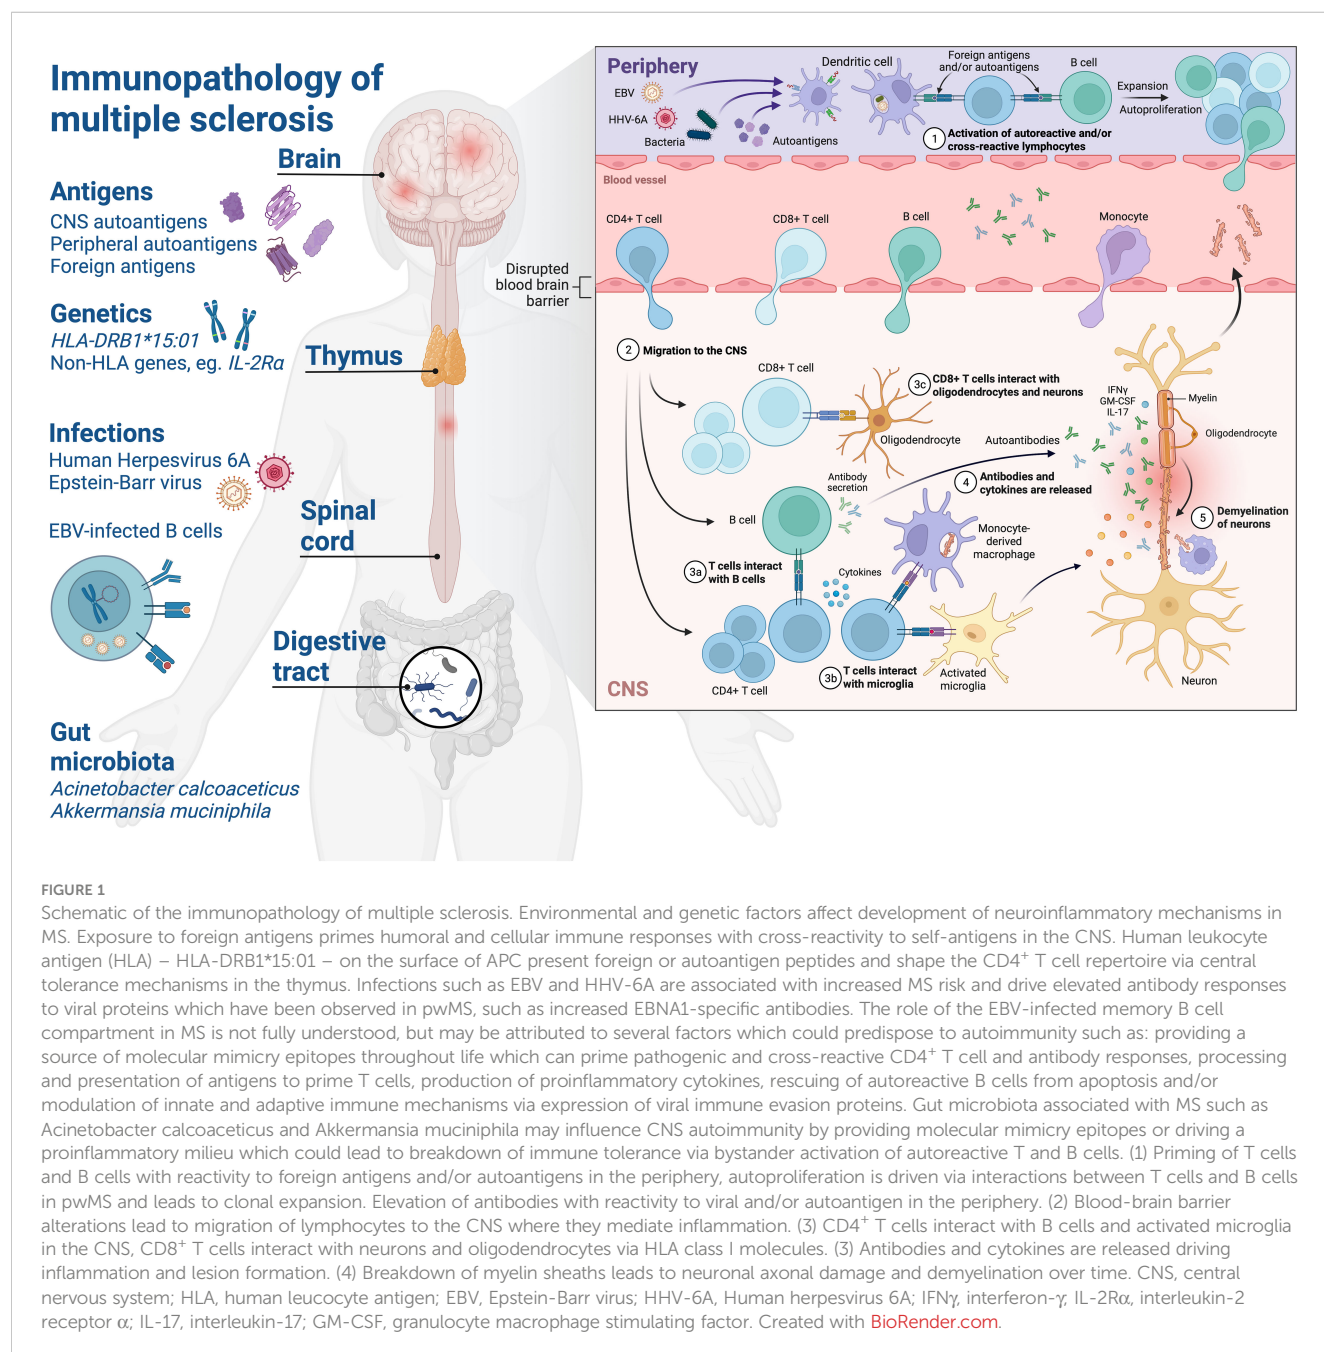 Immunopathology of
multiple sclerosis
Brain
Antigens
CNS autoantigens
Peripheral autoantigens
Foreign antigens
Genetics
HLA-DRB1*15:01
Non-HLA genes, eg. IL-2Rα
Thymus
Infections
Human Herpesvirus 6A
Epstein-Barr virus
EBV-infected B cells
Spinal
cord
Digestive
tract
Gut
microbiota
Acinetobacter calcoaceticus
Akkermansia muciniphila
Disrupted
blood brain
barrier
Periphery
EBV
HHV-6A
Bacteria
Autoantigens
Dendritic cell
Foreign antigens
and/or autoantigens
B cell
Expansion
Autoproliferation
1 Activation of autoreactive and/or
cross-reactive lymphocytes
Blood vessel
CD4+ T cell
CD8+ T cell
B cell
Monocyte
2 Migration to the CNS
CD8+ T cell
3c CD8+ T cells interact with
oligodendrocytes and neurons
Oligodendrocyte
IFNγ
GM-CSF
IL-17
Myelin
Oligodendrocyte
Autoantibodies
Antibody
secretion
4 Antibodies and
cytokines are released
B cell
Monocyte-
derived
macrophage
5 Demyelination
of neurons
3a T cells interact
with B cells
Cytokines
CD4+ T cell
3b T cells interact
with microglia
Activated
microglia
Neuron
CNS
FIGURE 1
Schematic of the immunopathology of multiple sclerosis. Environmental and genetic factors affect development of neuroinflammatory mechanisms in
MS. Exposure to foreign antigens primes humoral and cellular immune responses with cross-reactivity to self-antigens in the CNS. Human leukocyte
antigen (HLA) – HLA-DRB1*15:01 – on the surface of APC present foreign or autoantigen peptides and shape the CD4+ T cell repertoire via central
tolerance mechanisms in the thymus. Infections such as EBV and HHV-6A are associated with increased MS risk and drive elevated antibody responses
to viral proteins which have been observed in pwMS, such as increased EBNA1-specific antibodies. The role of the EBV-infected memory B cell
compartment in MS is not fully understood, but may be attributed to several factors which could predispose to autoimmunity such as: providing a
source of molecular mimicry epitopes throughout life which can prime pathogenic and cross-reactive CD4+ T cell and antibody responses, processing
and presentation of antigens to prime T cells, production of proinflammatory cytokines, rescuing of autoreactive B cells from apoptosis and/or
modulation of innate and adaptive immune mechanisms via expression of viral immune evasion proteins. Gut microbiota associated with MS such as
Acinetobacter calcoaceticus and Akkermansia muciniphila may influence CNS autoimmunity by providing molecular mimicry epitopes or driving a
proinflammatory milieu which could lead to breakdown of immune tolerance via bystander activation of autoreactive T and B cells. (1) Priming of T cells
and B cells with reactivity to foreign antigens and/or autoantigens in the periphery, autoproliferation is driven via interactions between T cells and B cells
in pwMS and leads to clonal expansion. Elevation of antibodies with reactivity to viral and/or autoantigen in the periphery. (2) Blood-brain barrier
alterations lead to migration of lymphocytes to the CNS where they mediate inflammation. (3) CD4+ T cells interact with B cells and activated microglia
in the CNS, CD8+ T cells interact with neurons and oligodendrocytes via HLA class I molecules. (3) Antibodies and cytokines are released driving
inflammation and lesion formation. (4) Breakdown of myelin sheaths leads to neuronal axonal damage and demyelination over time. CNS, central
nervous system; HLA, human leucocyte antigen; EBV, Epstein-Barr virus; HHV-6A, Human herpesvirus 6A; IFNγ, interferon-γ, IL-2Rα, interleukin-2
receptor α; IL-17, interleukin-17; GM-CSF, granulocyte macrophage stimulating factor. Created with BioRender.com.